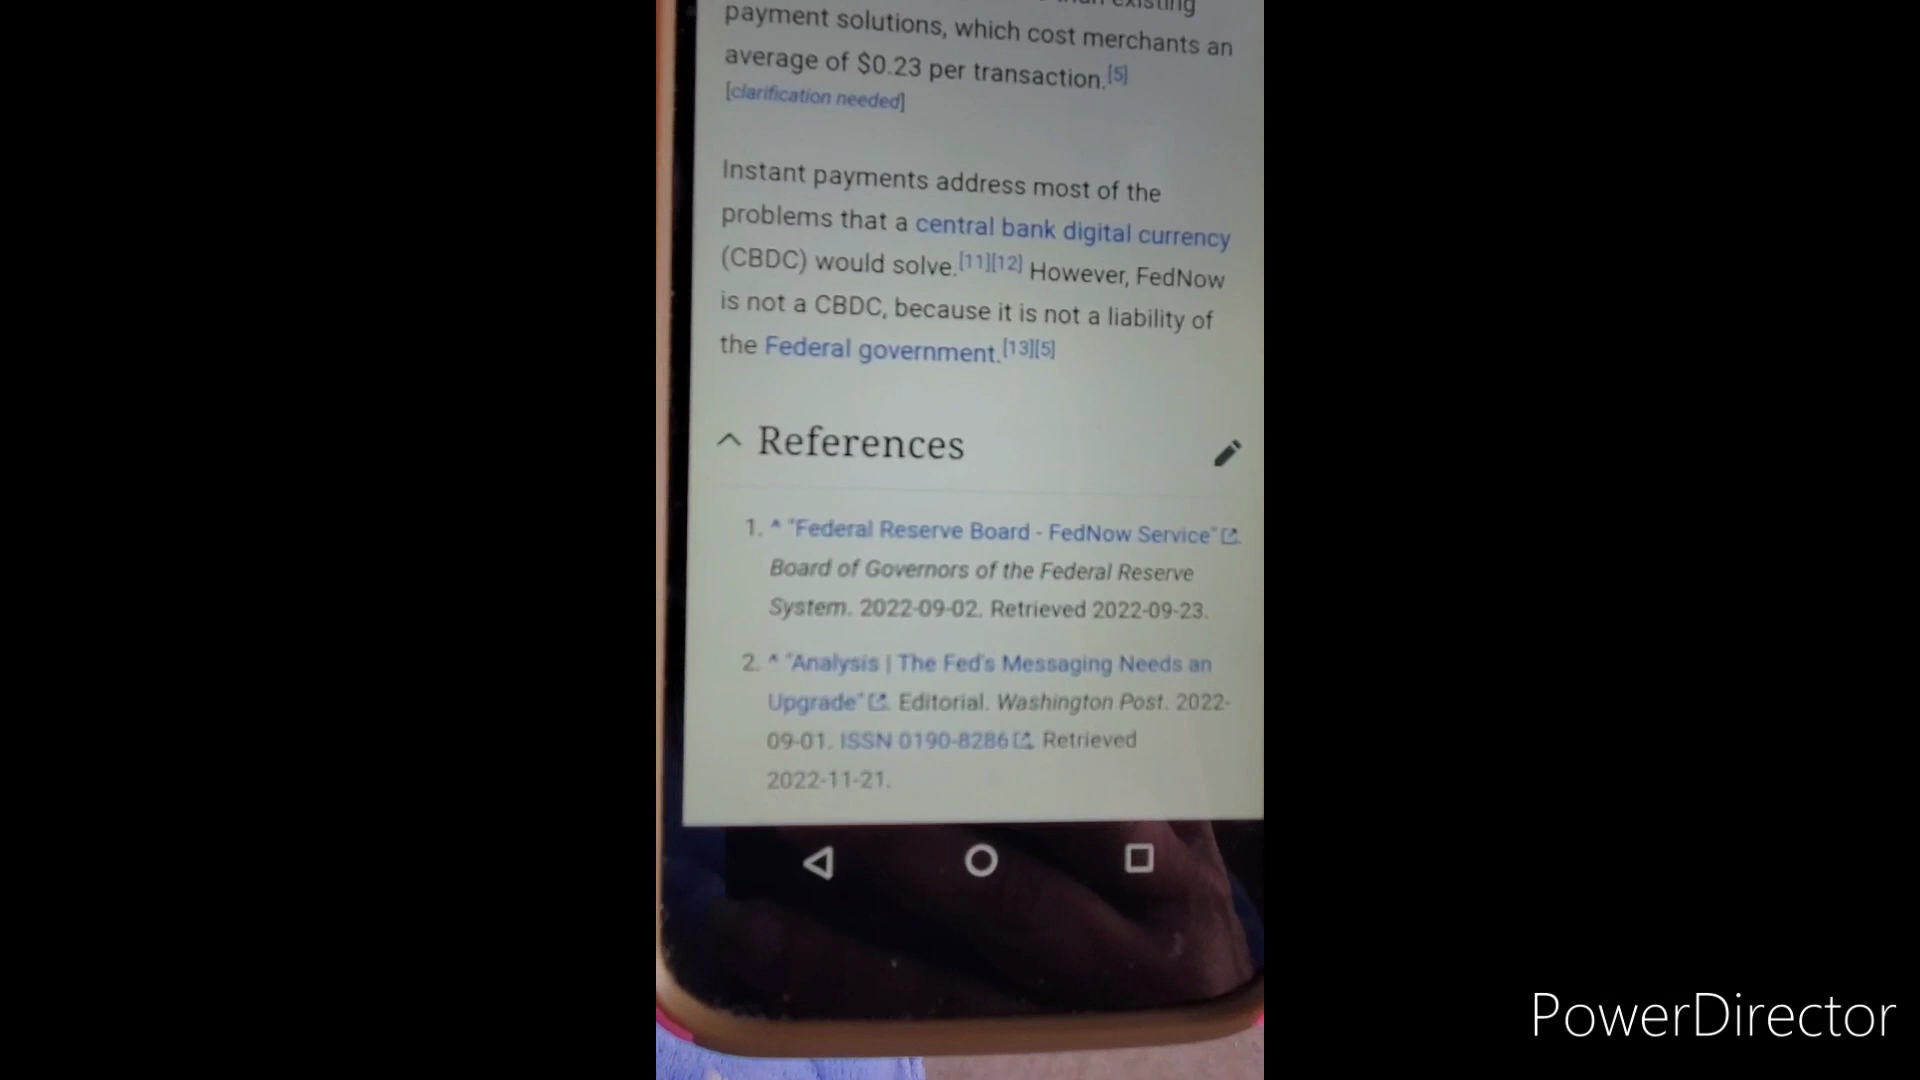 existing
payment solutions, which cost merchants an
average of $0.23 per transaction.[5]
[clarification needed]
Instant payments address most of the
problems that a central bank digital currency
(CBDC) would solve.[11][12] However, FedNow
is not a CBDC, because it is not a liability of
the Federal government.[13][5]
References
1. ^ "Federal Reserve Board - FedNow Service"
Board of Governors of the Federal Reserve
System. 2022-09-02. Retrieved 2022-09-23.
2. ^ "Analysis | The Fed's Messaging Needs an
Upgrade". Editorial. Washington Post. 2022-
09-01. ISSN 0190-8286. Retrieved
2022-11-21.
PowerDirector